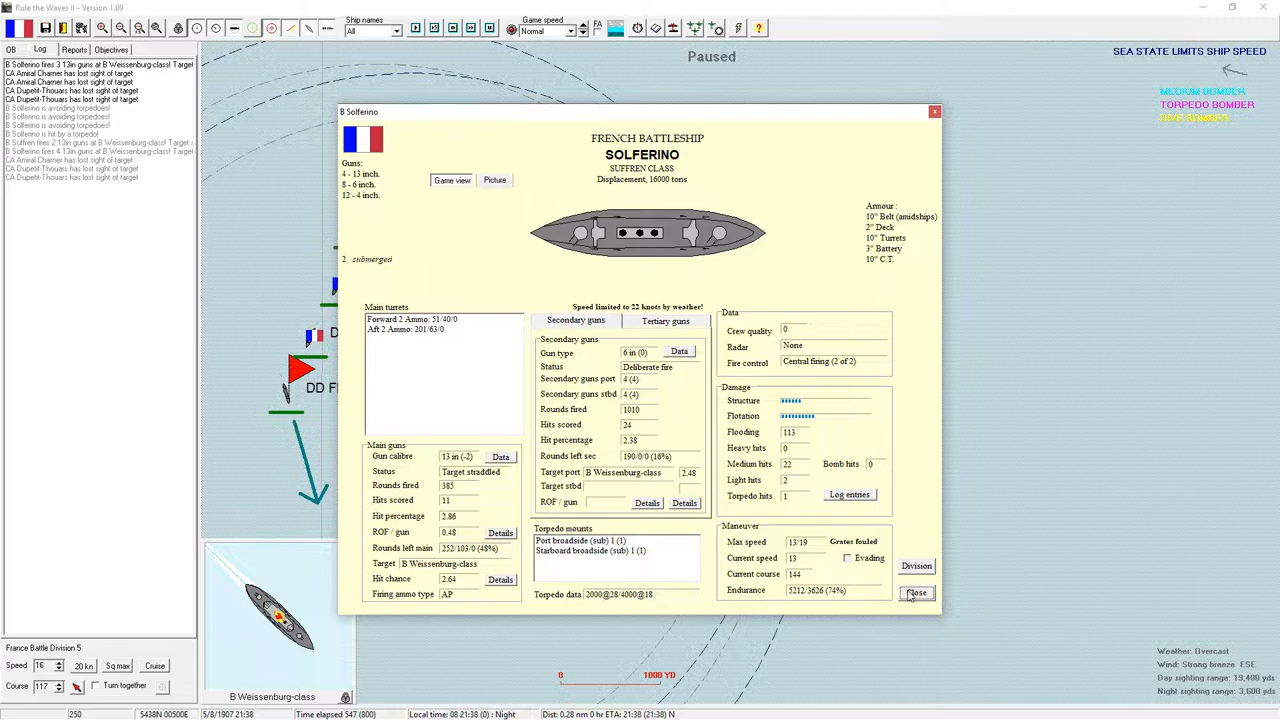 Rule the Waves II - Version 1.09
Ship names
All
Game speed
Normal
FA
OB
Log
Reports
Objectives
B Solferino fires 3 13in guns at B Weissenburg-class! Target
CA Amiral Charner has lost sight of target
CA Dupetit-Thouars has lost sight of target
CA Amiral Charner has lost sight of target
CA Dupetit-Thouars has lost sight of target
B Solferino is avoiding torpedoes!
B Solferino is avoiding torpedoes!
B Solferino is avoiding torpedoes!
B Solferino is hit by a torpedo!
B Suffren fires 2 13in guns at B Weissenburg-class! Target s
B Solferino fires 4 13in guns at B Weissenburg-class! Target
CA Amiral Charner has lost sight of target
CA Dupetit-Thouars has lost sight of target
CA Dupetit-Thouars has lost sight of target
Paused
SEA STATE LIMITS SHIP SPEED
MEDIUM BOMBER
TORPEDO BOMBER
DIVE BOMBERS
B Solferino
FRENCH BATTLESHIP
SOLFERINO
SUFFREN CLASS
Displacement, 16000 tons
Guns:
4 - 13 inch.
8 - 6 inch.
12 - 4 inch.
Game view
Picture
2 submerged
Armour :
10" Belt (amidships)
2" Deck
10" Turrets
3" Battery
10" C.T.
Speed limited to 22 knots by weather!
Main turrets
Forward 2 Ammo: 51/40/0
Aft 2 Ammo: 201/63/0
Main guns
Gun calibre 13 in (-2) Data
Status Target straddled
Rounds fired 385
Hits scored 11
Hit percentage 2.86
ROF / gun 0.48 Details
Rounds left main 252/103/0 (48%)
Target B Weissenburg-class
Hit chance 2.64 Details
Firing ammo type AP
Secondary guns
Tertiary guns
Secondary guns
Gun type 6 in (0) Data
Status Deliberate fire
Secondary guns port 4 (4)
Secondary guns stbd 4 (4)
Rounds fired 1010
Hits scored 24
Hit percentage 2.38
Rounds left sec 190/0/0 (16%)
Target port B Weissenburg-class 2.48
Target stbd
ROF / gun Details Details
Torpedo mounts
Port broadside (sub) 1 (1)
Starboard broadside (sub) 1 (1)
Torpedo data 2000@28/4000@18
Data
Crew quality 0
Radar None
Fire control Central firing (2 of 2)
Damage
Structure
Flotation
Flooding 113
Heavy hits 0
Medium hits 22 Bomb hits 0
Light hits 2
Torpedo hits 1 Log entries
Maneuver
Max speed 13/19 Grates fouled
Current speed 13 Evading
Current course 144
Endurance 5212/3626 (74%)
Division
DD F
France Battle Division 5
Speed 16 20 kn Sq max Cruise
Course 117 Turn together
B Weissenburg-class
0 1000 YD
Weather: Overcast
Wind: Strong breeze ESE
Day sighting range: 19,400 yds
Night sighting range: 3,600 yds
250
5438N 00500E
5/8/1907 21:38
Time elapsed 547 (800)
Local time: 08 21:38 (0) : Night
Dist: 0.28 nm 0 hr ETA: 21:38 (21:38) N